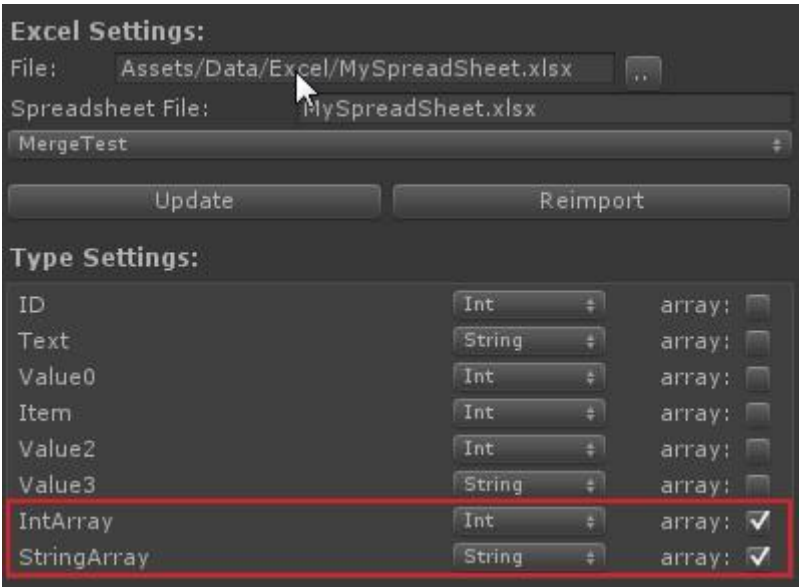 Excel Settings:
File: Assets/Data/Excel/MySpreadSheet.xlsx ..
Spreadsheet File: MySpreadSheet.xlsx
MergeTest
Update Reimport
Type Settings:
ID Int array:
Text String array:
Value0 Int array:
Item Int array:
Value2 Int array:
Value3 String array:
IntArray Int array:
StringArray String array: